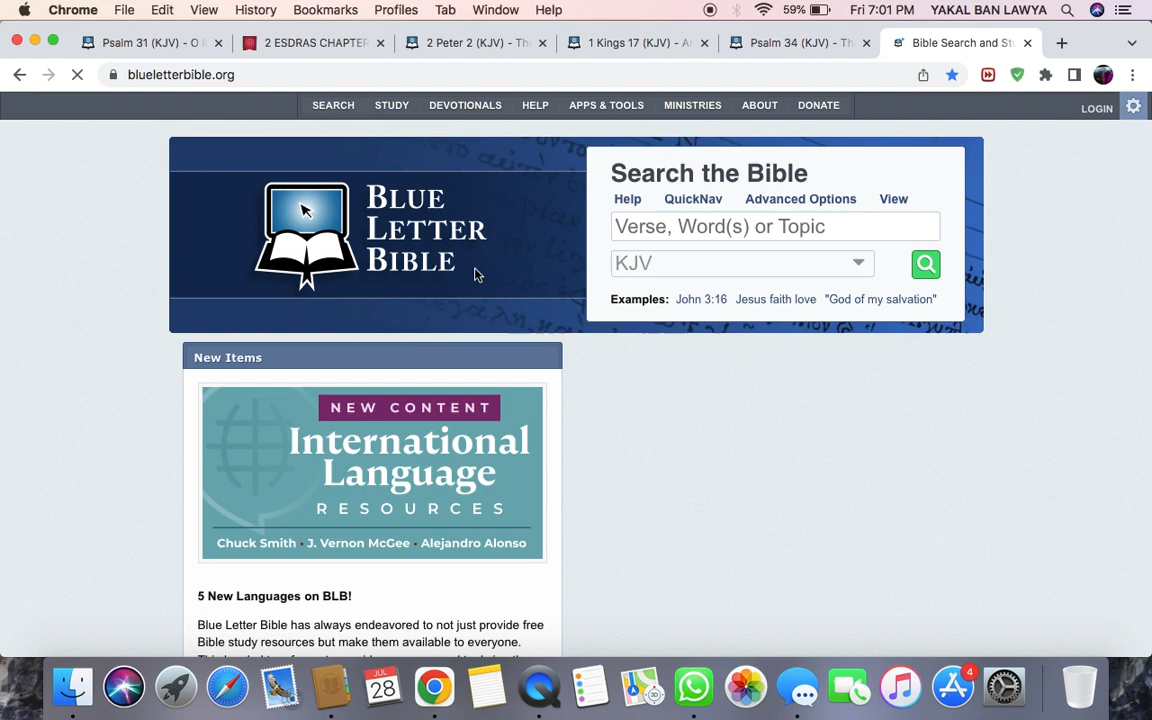 Chrome File Edit View History Bookmarks Profiles Tab Window Help 59% Fri 7:01 PM YAKAL BAN LAWYA
Psalm 31 (KJV) - O l 2 ESDRAS CHAPTER 2 Peter 2 (KJV) - Th 1 Kings 17 (KJV) - Ar Psalm 34 (KJV) - Th Bible Search and Stu
blueletterbible.org
SEARCH STUDY DEVOTIONALS HELP APPS & TOOLS MINISTRIES ABOUT DONATE LOGIN
BLUE
LETTER
BIBLE
Search the Bible
Help QuickNav Advanced Options View
Verse, Word(s) or Topic
KJV
Examples: John 3:16 Jesus faith love "God of my salvation"
New Items
NEW CONTENT
International
Language
RESOURCES
Chuck Smith • J. Vernon McGee • Alejandro Alonso
5 New Languages on BLB!
Blue Letter Bible has always endeavored to not just provide free
Bible study resources but make them available to everyone.
JUL
28
4